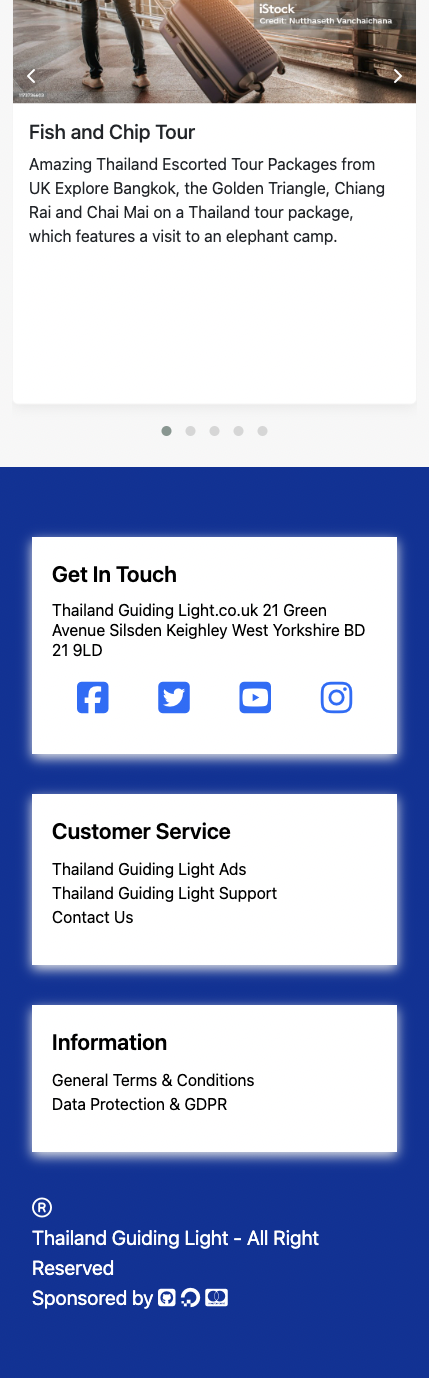 iStock
Credit: Nutthaseth Vanchaichana
Fish and Chip Tour
Amazing Thailand Escorted Tour Packages from
UK Explore Bangkok, the Golden Triangle, Chiang
Rai and Chai Mai on a Thailand tour package,
which features a visit to an elephant camp.
Get In Touch
Thailand Guiding Light.co.uk 21 Green
Avenue Silsden Keighley West Yorkshire BD
21 9LD
Customer Service
Thailand Guiding Light Ads
Thailand Guiding Light Support
Contact Us
Information
General Terms & Conditions
Data Protection & GDPR
®
Thailand Guiding Light - All Right
Reserved
Sponsored by